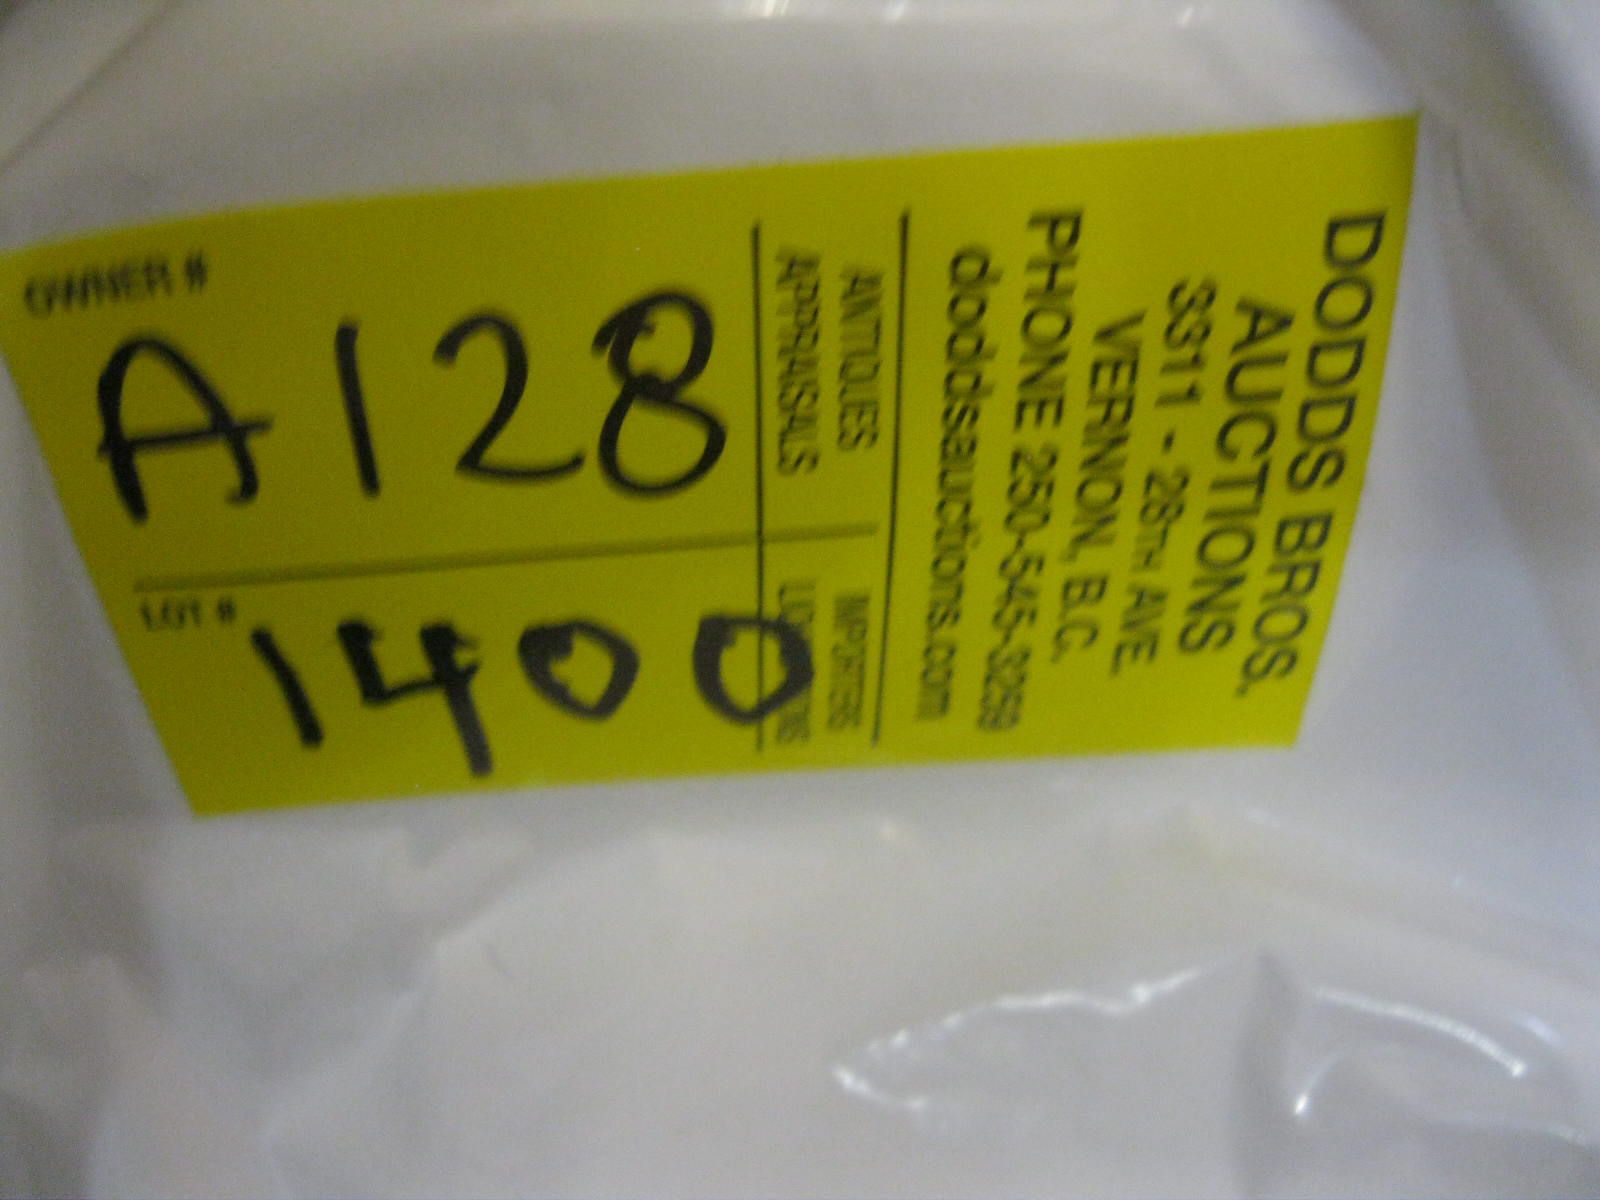 DODDS BROS.
AUCTIONS
3311 - 28TH AVE.
VERNON, B.C.
PHONE 250-545-3259
doddsauctions.com
ANTIQUES
APPRAISALS
IMPORTERS
OWNER #
A128
LOT #
1400